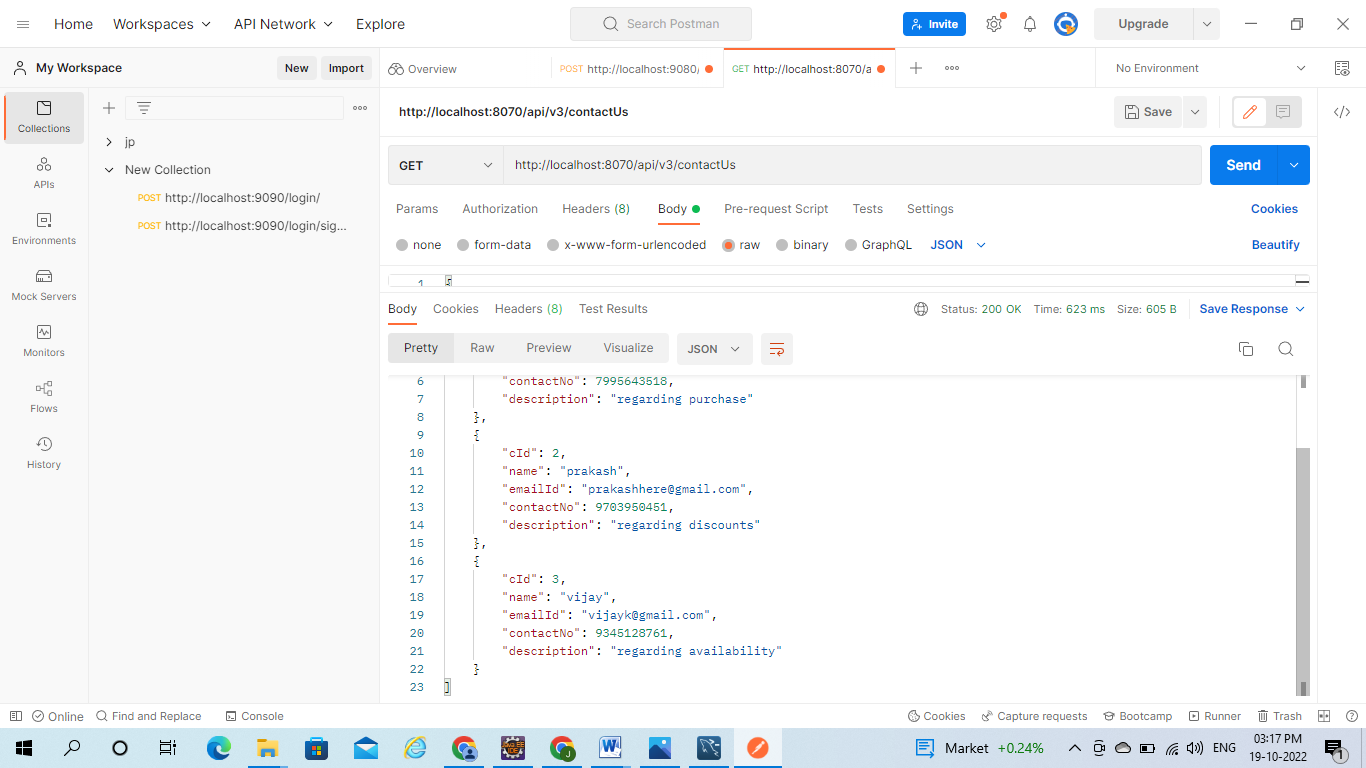 Home Workspaces API Network Explore Search Postman Invite Upgrade
My Workspace New Import Overview POST http://localhost:9080/ GET http://localhost:8070/a No Environment
http://localhost:8070/api/v3/contactUs Save
Collections
jp
New Collection
POST http://localhost:9090/login/
POST http://localhost:9090/login/sig...
APIs
Environments
Mock Servers
Monitors
Flows
History
GET http://localhost:8070/api/v3/contactUs Send
Params Authorization Headers (8) Body Pre-request Script Tests Settings Cookies
none form-data x-www-form-urlencoded raw binary GraphQL JSON Beautify
1 {
Body Cookies Headers (8) Test Results Status: 200 OK Time: 623 ms Size: 605 B Save Response
Pretty Raw Preview Visualize JSON
6 "contactNo": 7995643518,
7 "description": "regarding purchase"
8 },
9 {
10 "cId": 2,
11 "name": "prakash",
12 "emailId": "prakashhere@gmail.com",
13 "contactNo": 9703950451,
14 "description": "regarding discounts"
15 },
16 {
17 "cId": 3,
18 "name": "vijay",
19 "emailId": "vijayk@gmail.com",
20 "contactNo": 9345128761,
21 "description": "regarding availability"
22 }
23 ]
Online Find and Replace Console Cookies Capture requests Bootcamp Runner Trash
Market +0.24% ENG 03:17 PM
19-10-2022 1